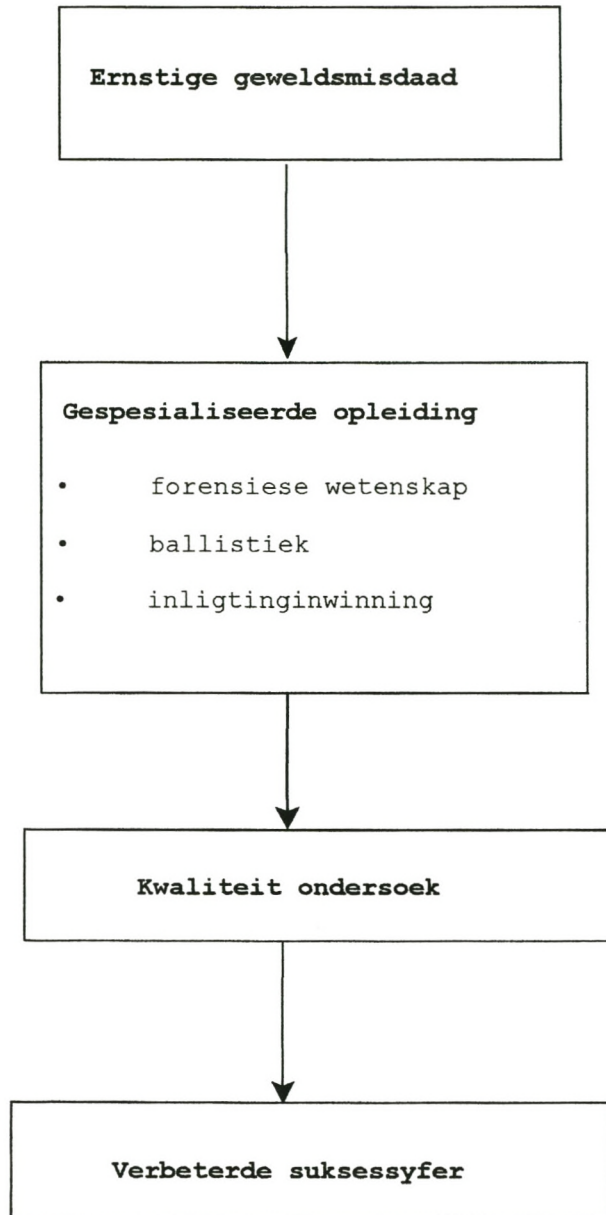 Ernstige geweldsmisdaad
Gespesialiseerde opleiding
• forensiese wetenskap
• ballistiek
• inligtinginwinning
Kwaliteit ondersoek
Verbeterde suksessyfer